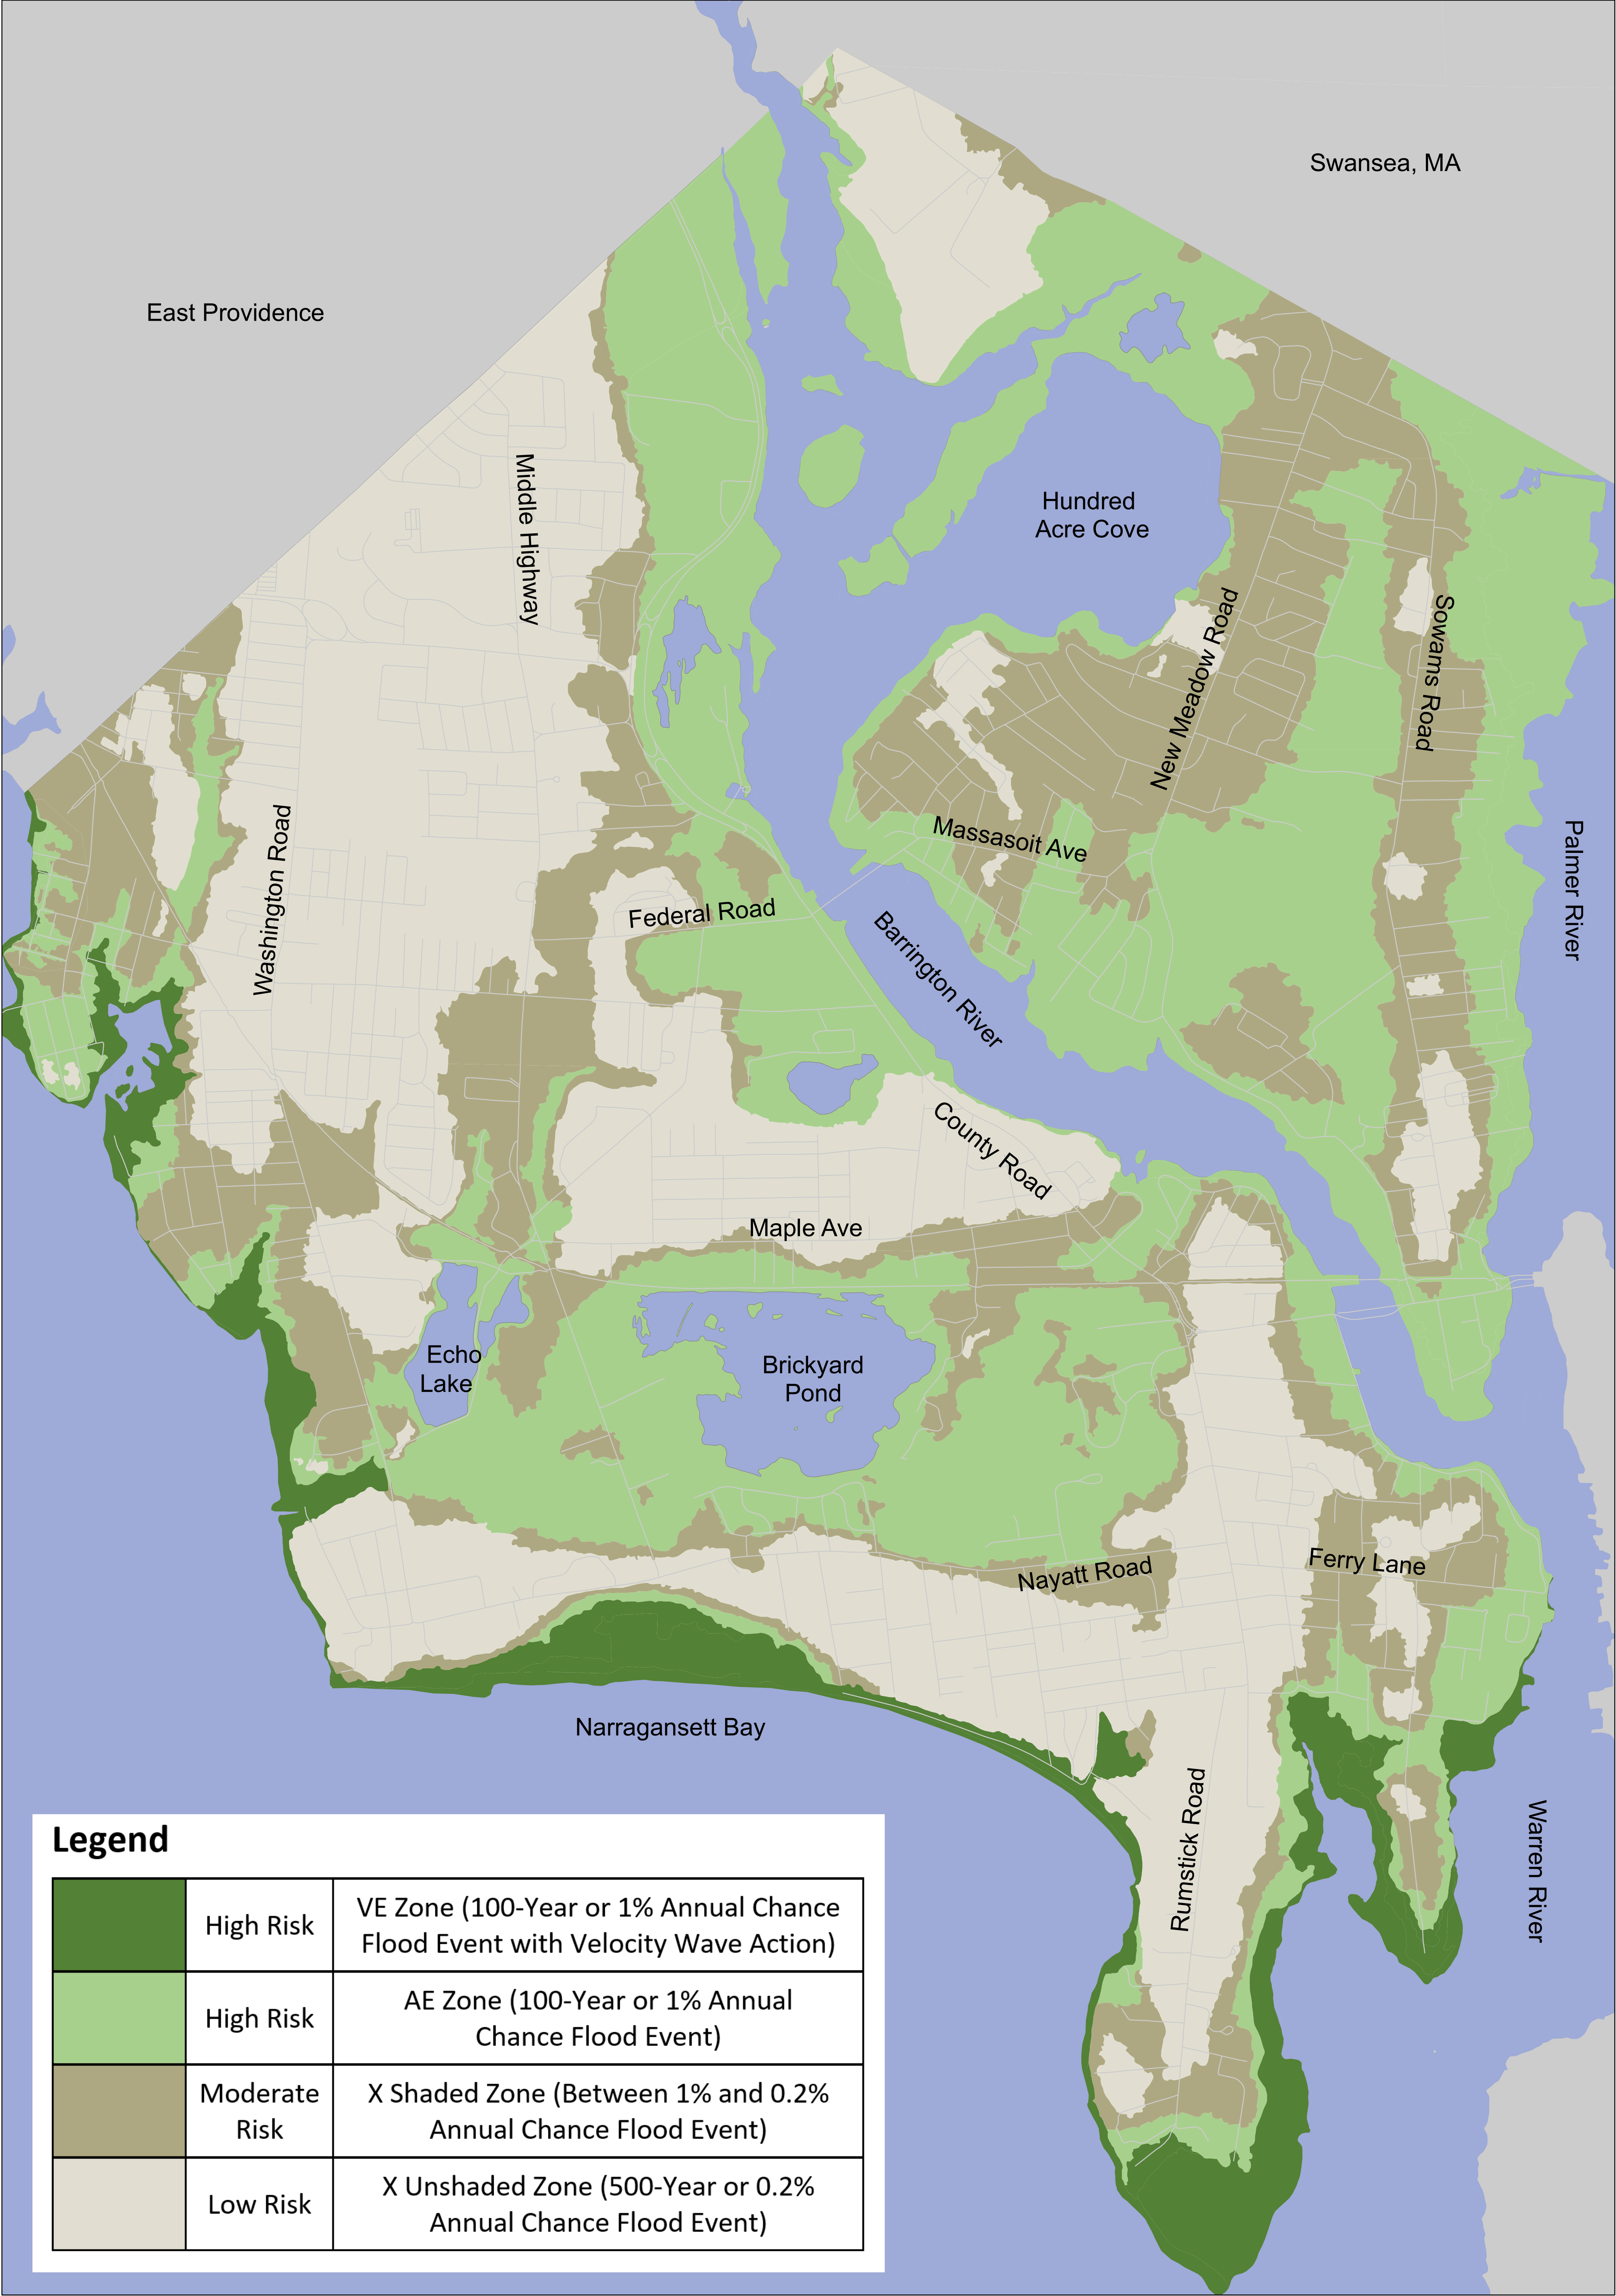 Swansea, MA
East Providence
Middle Highway
Hundred
Acre Cove
New Meadow Road
Sowams Road
Washington Road
Massasoit Ave
Palmer River
Federal Road
Barrington River
County Road
Maple Ave
Echo
Lake
Brickyard
Pond
Nayatt Road
Ferry Lane
Narragansett Bay
Rumstick Road
Warren River
Legend
High Risk
VE Zone (100-Year or 1% Annual Chance
Flood Event with Velocity Wave Action)
High Risk
AE Zone (100-Year or 1% Annual
Chance Flood Event)
Moderate
Risk
X Shaded Zone (Between 1% and 0.2%
Annual Chance Flood Event)
Low Risk
X Unshaded Zone (500-Year or 0.2%
Annual Chance Flood Event)